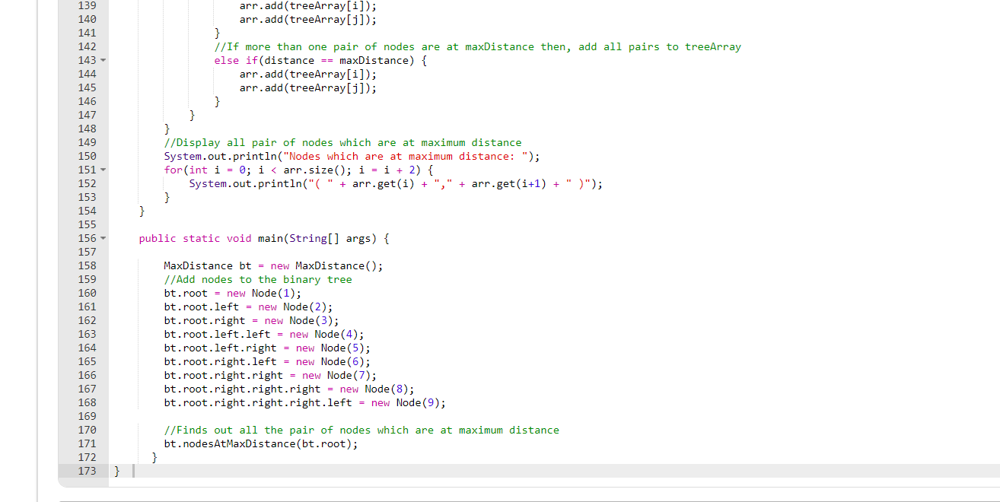 139 arr.add(treeArray[i]);
140 arr.add(treeArray[j]);
141 }
142 //If more than one pair of nodes are at maxDistance then, add all pairs to treeArray
143 else if(distance == maxDistance) {
144 arr.add(treeArray[i]);
145 arr.add(treeArray[j]);
146 }
147 }
148 }
149 //Display all pair of nodes which are at maximum distance
150 System.out.println("Nodes which are at maximum distance: ");
151 for(int i = 0; i < arr.size(); i = i + 2) {
152 System.out.println("( " + arr.get(i) + "," + arr.get(i+1) + " )");
153 }
154 }
155
156 public static void main(String[] args) {
157
158 MaxDistance bt = new MaxDistance();
159 //Add nodes to the binary tree
160 bt.root = new Node(1);
161 bt.root.left = new Node(2);
162 bt.root.right = new Node(3);
163 bt.root.left.left = new Node(4);
164 bt.root.left.right = new Node(5);
165 bt.root.right.left = new Node(6);
166 bt.root.right.right = new Node(7);
167 bt.root.right.right.right = new Node(8);
168 bt.root.right.right.right.left = new Node(9);
169
170 //Finds out all the pair of nodes which are at maximum distance
171 bt.nodesAtMaxDistance(bt.root);
172 }
173 }